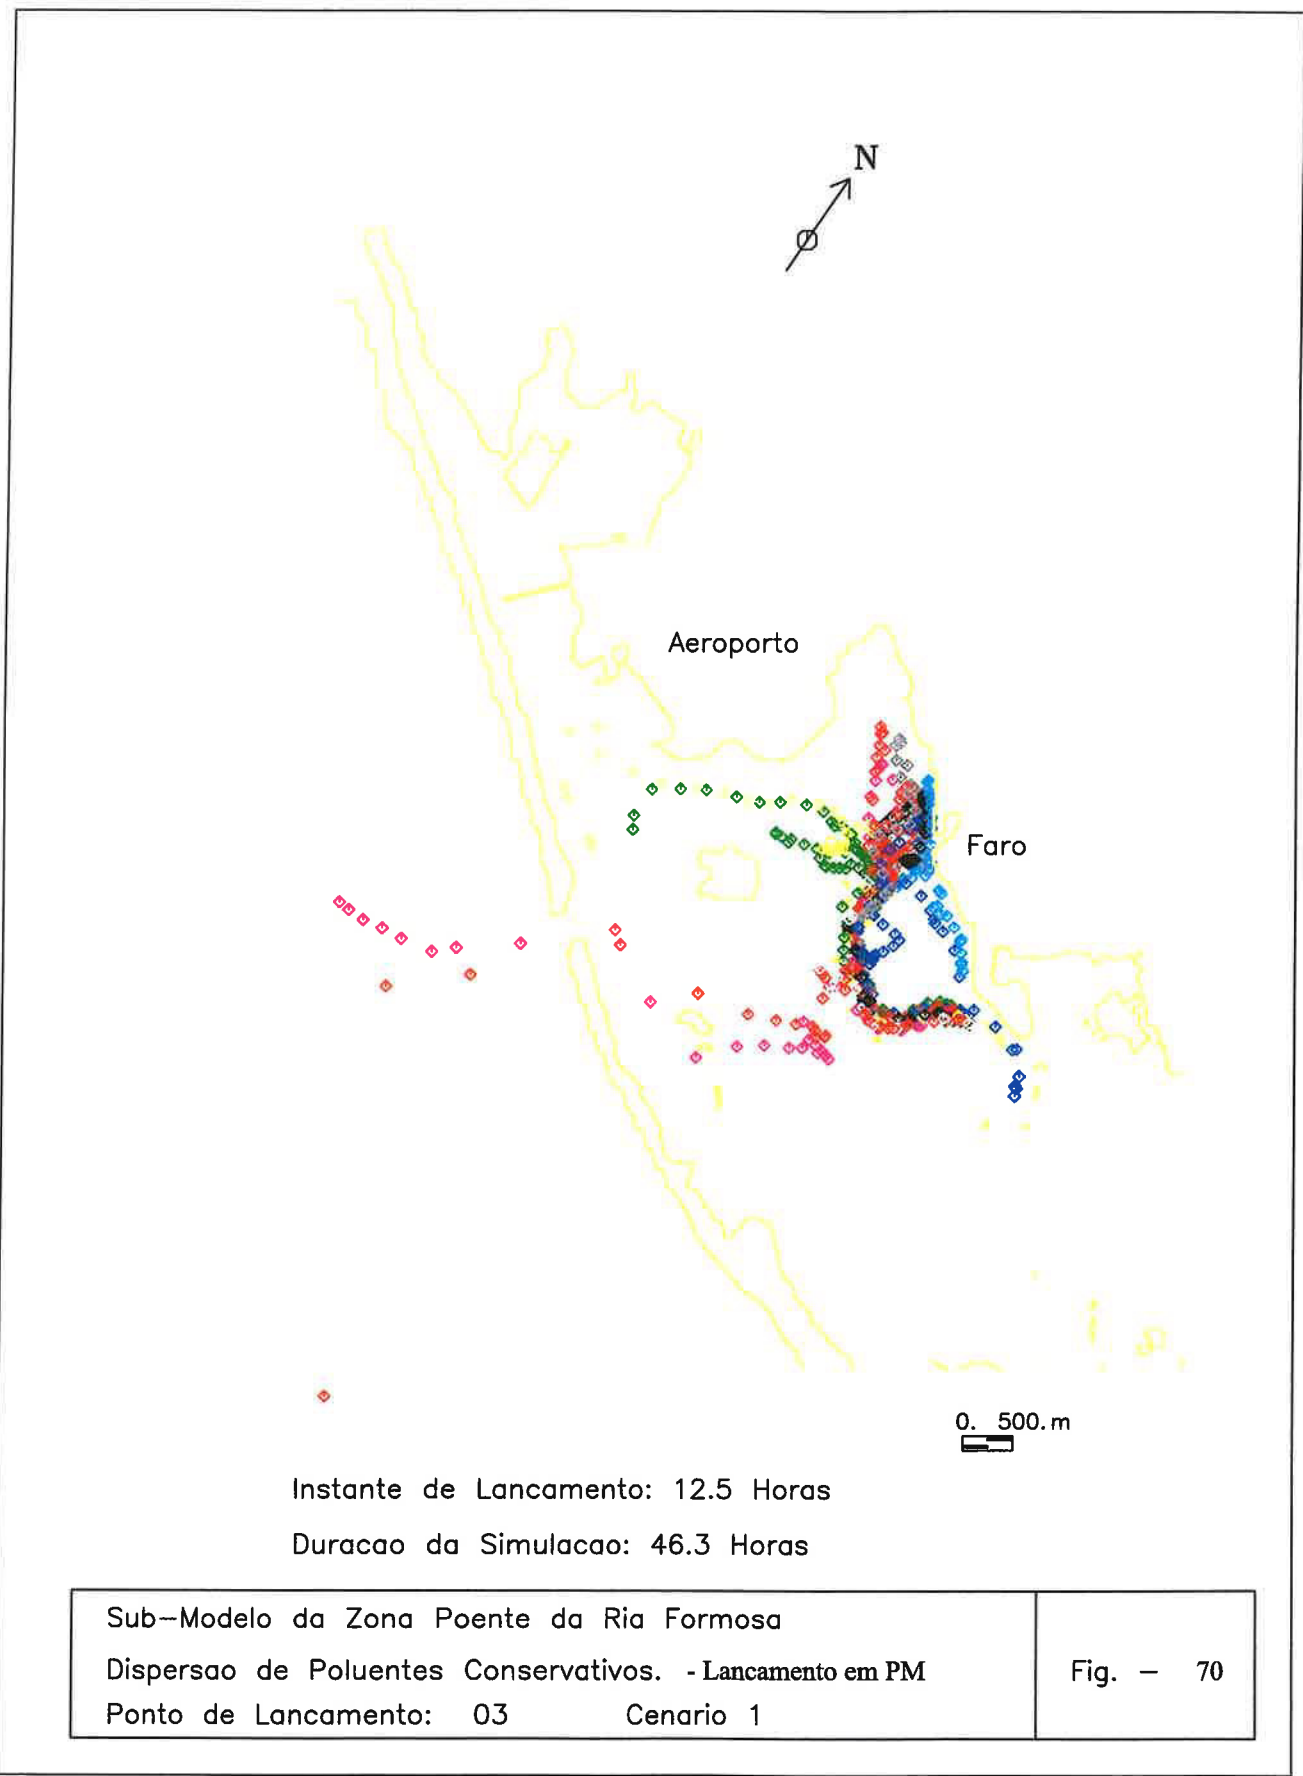 N
Aeroporto
Faro
0. 500.m
Instante de Lancamento: 12.5 Horas
Duracao da Simulacao: 46.3 Horas
Sub-Modelo da Zona Poente da Ria Formosa
Dispersao de Poluentes Conservativos. - Lancamento em PM
Ponto de Lancamento: 03 Cenario 1
Fig. - 70